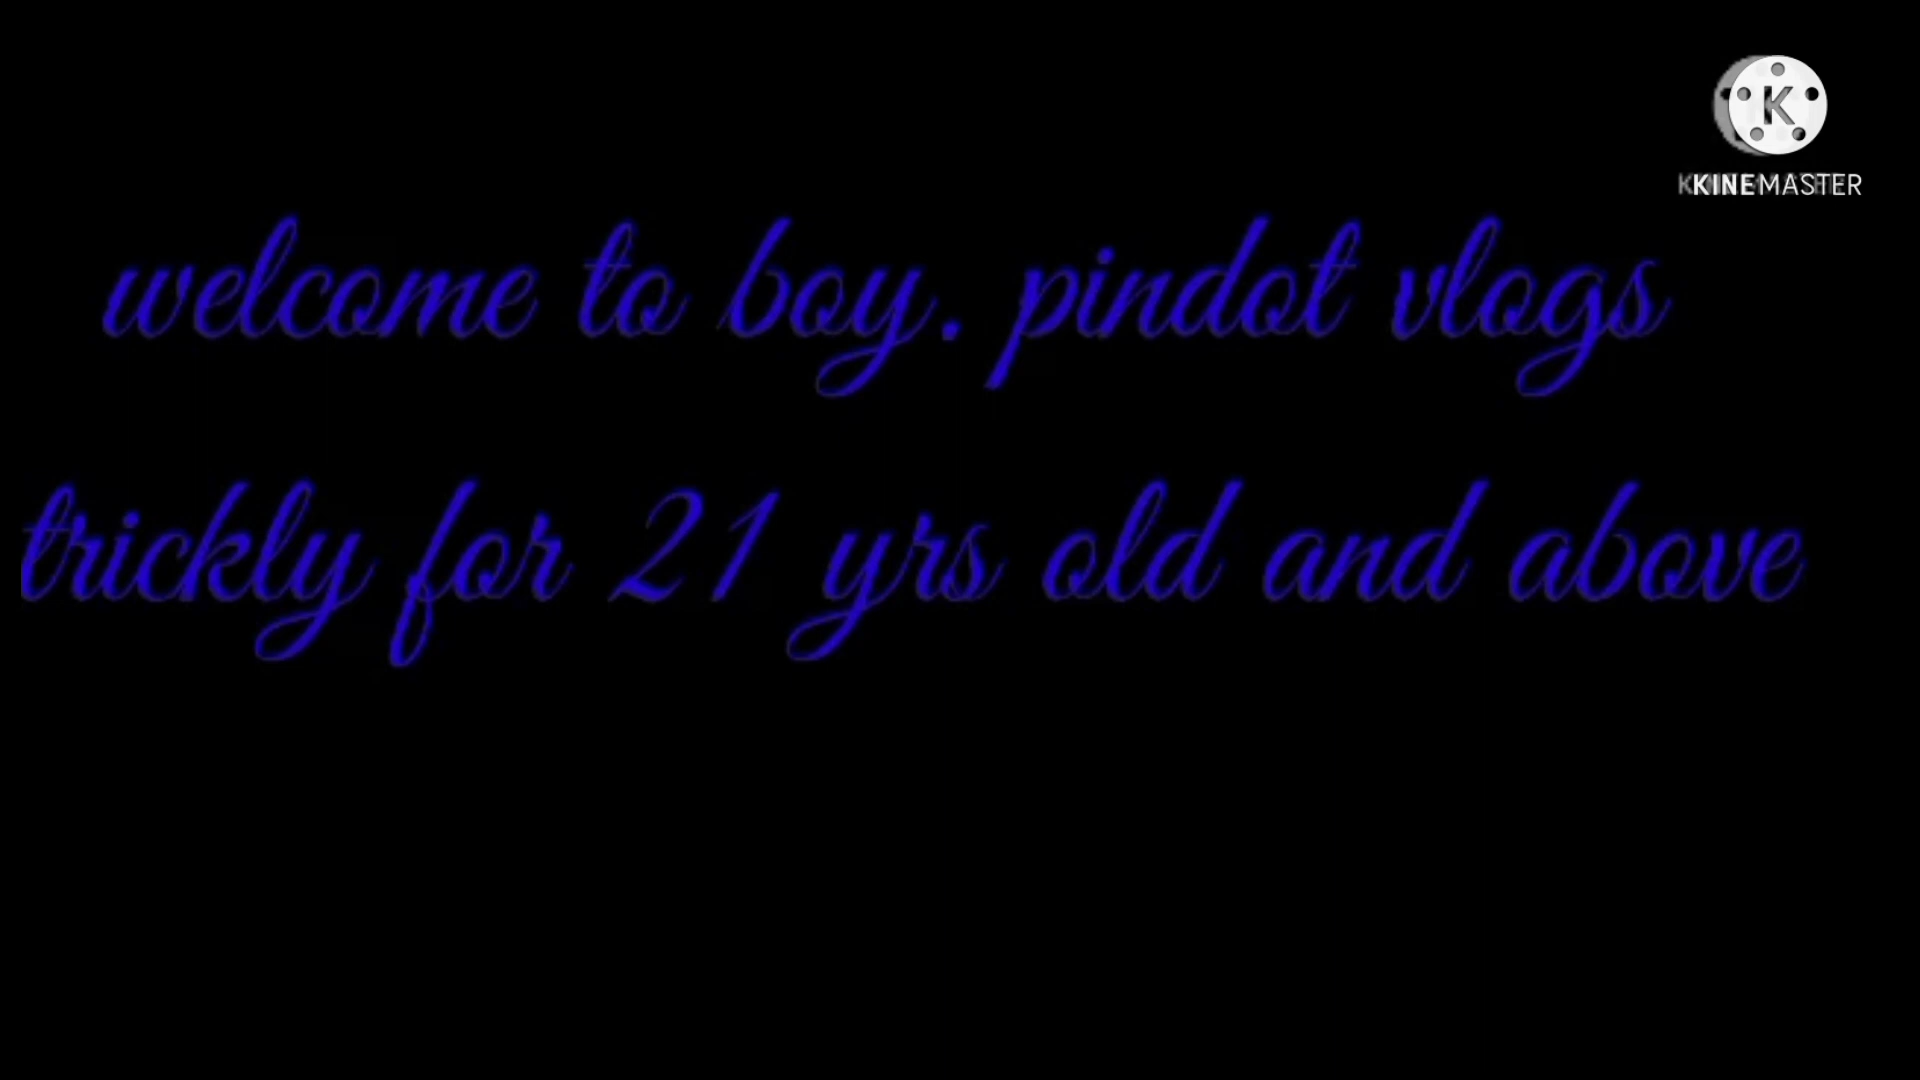 KINEMASTER
welcome to boy. pindot vlogs
trickly for 21 yrs old and above